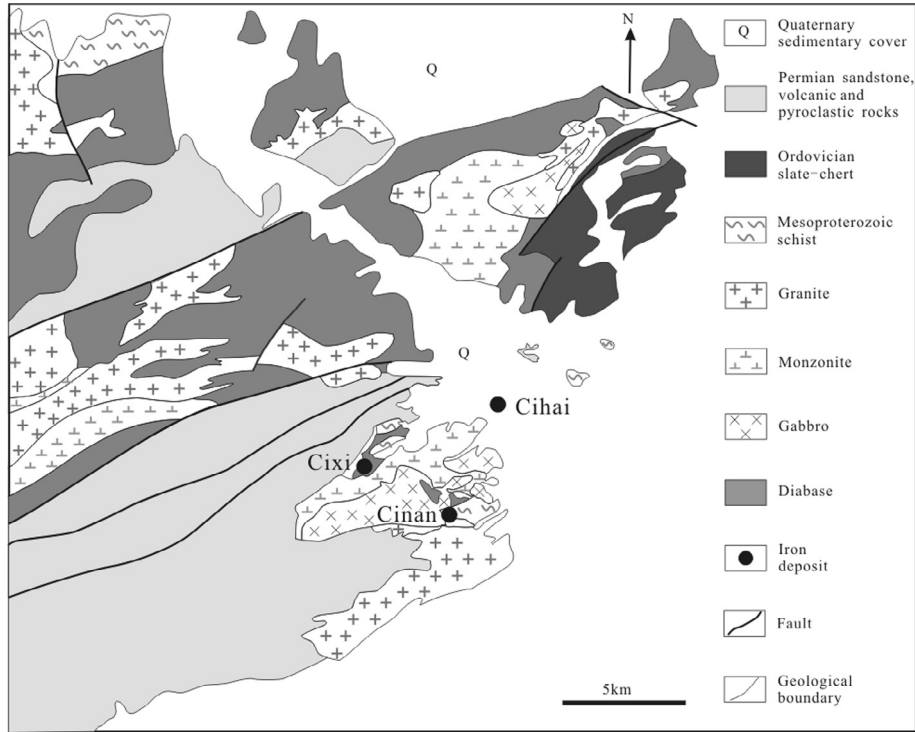 N
Q
Q
Cihai
Cixi
Cinan
5km
Q
Quaternary
sedimentary cover
Permian sandstone,
volcanic and
pyroclastic rocks
Ordovician
slate-chert
Mesoproterozoic
schist
Granite
Monzonite
Gabbro
Diabase
Iron
deposit
Fault
Geological
boundary